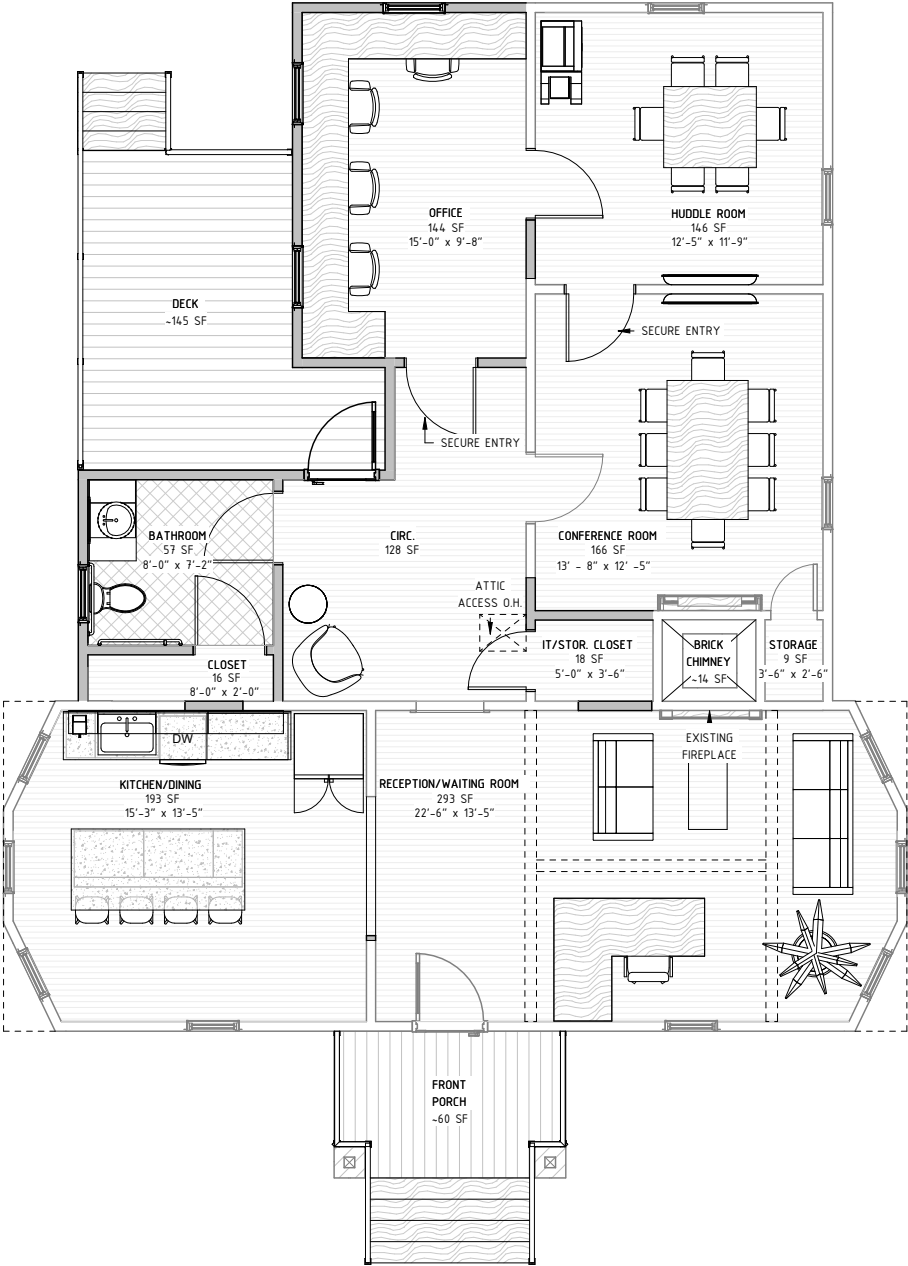 OFFICE
144 SF
15'-0" x 9'-8"
HUDDLE ROOM
146 SF
12'-5" x 11'-9"
DECK
~145 SF
SECURE ENTRY
SECURE ENTRY
BATHROOM
57 SF
8'-0" x 7'-2"
CIRC.
128 SF
CONFERENCE ROOM
166 SF
13' - 8" x 12' -5"
ATTIC
ACCESS O.H.
CLOSET
16 SF
8'-0" x 2'-0"
IT/STOR. CLOSET
18 SF
5'-0" x 3'-6"
BRICK
CHIMNEY
~14 SF
STORAGE
9 SF
3'-6" x 2'-6"
DW
EXISTING
FIREPLACE
KITCHEN/DINING
193 SF
15'-3" x 13'-5"
RECEPTION/WAITING ROOM
293 SF
22'-6" x 13'-5"
FRONT
PORCH
~60 SF